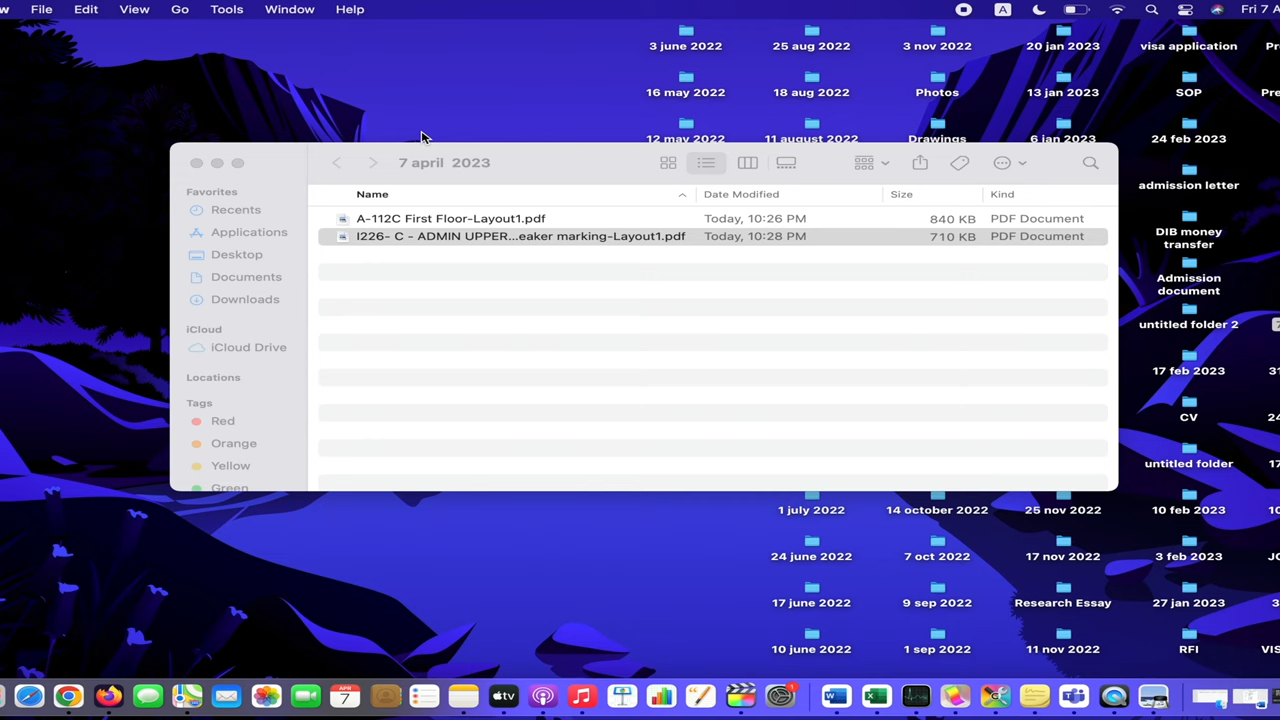 w File Edit View Go Tools Window Help A Fri 7 A
3 june 2022 25 aug 2022 3 nov 2022 20 jan 2023 visa application
16 may 2022 18 aug 2022 Photos 13 jan 2023 SOP
12 may 2022 11 august 2022 Drawings 6 jan 2023 24 feb 2023
7 april 2023
Name Date Modified Size Kind
A-112C First Floor-Layout1.pdf Today, 10:26 PM 840 KB PDF Document
I226- C - ADMIN UPPER...eaker marking-Layout1.pdf Today, 10:28 PM 710 KB PDF Document
Favorites
Recents
Applications
Desktop
Documents
Downloads
iCloud
iCloud Drive
Locations
Tags
Red
Orange
Yellow
Green
admission letter
DIB money
transfer
Admission
document
untitled folder 2
17 feb 2023
CV
untitled folder
1 july 2022 14 october 2022 25 nov 2022 10 feb 2023
24 june 2022 7 oct 2022 17 nov 2022 3 feb 2023
17 june 2022 9 sep 2022 Research Essay 27 jan 2023
10 june 2022 1 sep 2022 11 nov 2022 RFI
APR
7
tv